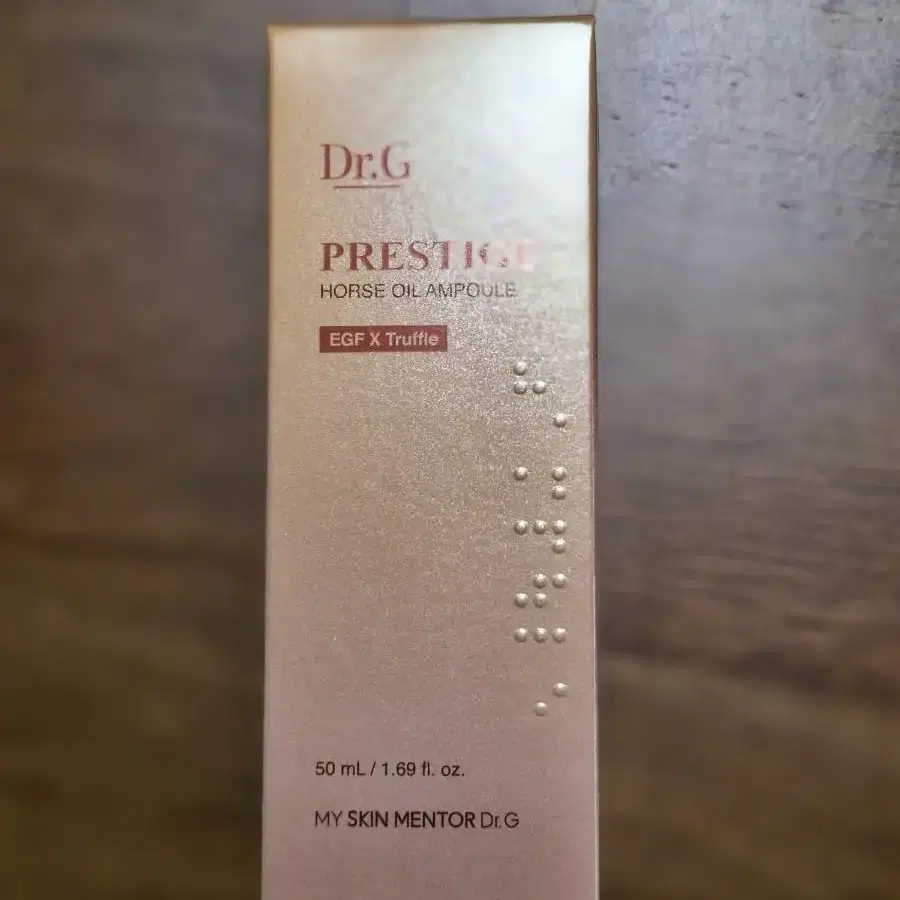 Dr.G
PRESTIGE
HORSE OIL AMPOULE
EGF X Truffle
50 mL / 1.69 fl. oz.
MY SKIN MENTOR Dr.G